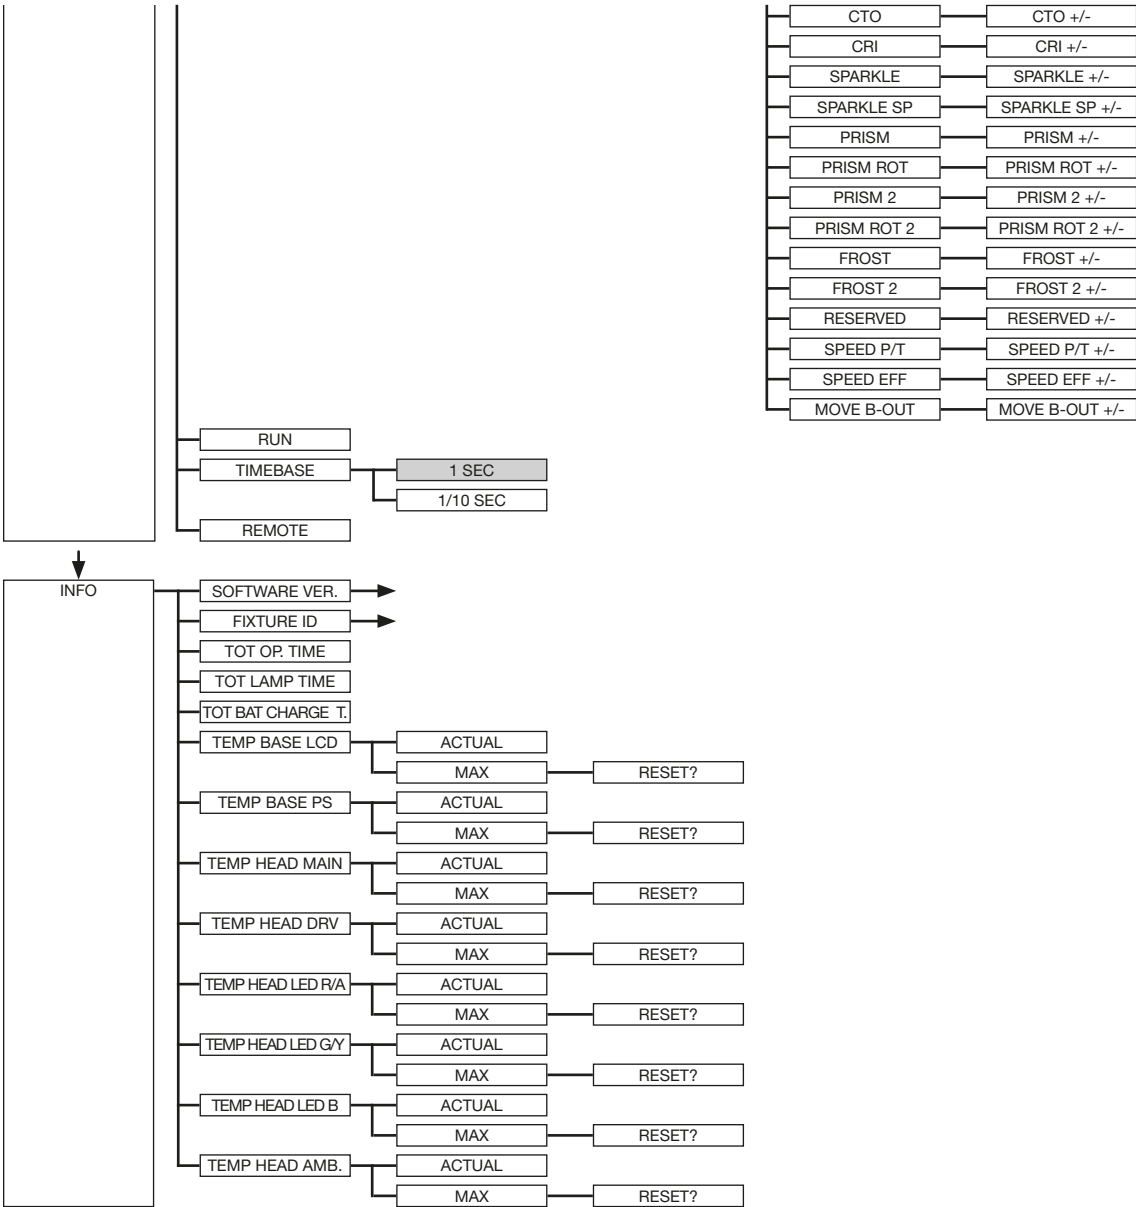 CTO CTO +/-
CRI CRI +/-
SPARKLE SPARKLE +/-
SPARKLE SP SPARKLE SP +/-
PRISM PRISM +/-
PRISM ROT PRISM ROT +/-
PRISM 2 PRISM 2 +/-
PRISM ROT 2 PRISM ROT 2 +/-
FROST FROST +/-
FROST 2 FROST 2 +/-
RESERVED RESERVED +/-
SPEED P/T SPEED P/T +/-
SPEED EFF SPEED EFF +/-
MOVE B-OUT MOVE B-OUT +/-
RUN
TIMEBASE 1 SEC
1/10 SEC
REMOTE
INFO SOFTWARE VER.
FIXTURE ID
TOT OP. TIME
TOT LAMP TIME
TOT BAT CHARGE T.
TEMP BASE LCD ACTUAL
MAX RESET?
TEMP BASE PS ACTUAL
MAX RESET?
TEMP HEAD MAIN ACTUAL
MAX RESET?
TEMP HEAD DRV ACTUAL
MAX RESET?
TEMP HEAD LED R/A ACTUAL
MAX RESET?
TEMP HEAD LED G/Y ACTUAL
MAX RESET?
TEMP HEAD LED B ACTUAL
MAX RESET?
TEMP HEAD AMB. ACTUAL
MAX RESET?